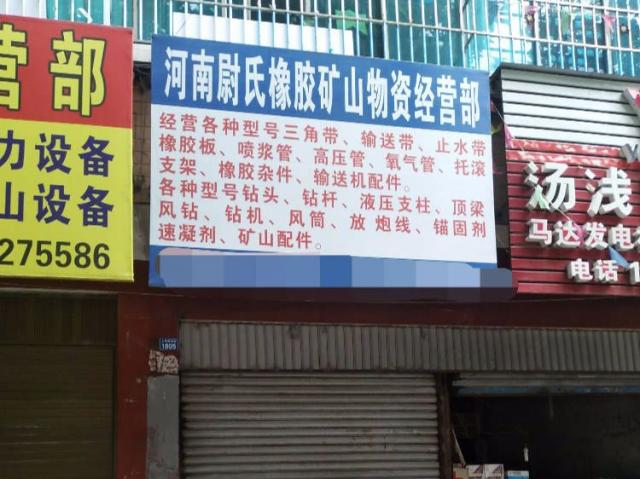 营部
力设备
山设备
275586
河南尉氏橡胶矿山物资经营部
经营各种型号三角带、输送带、止水带
橡胶板、喷浆管、高压管、氧气管、托滚
支架、橡胶杂件、输送机配件。
各种型号钻头、钻杆、液压支柱、顶梁
风钻、钻机、风筒、放炮线、锚固剂
速凝剂、矿山配件。
汤浅
马达发电
电话 1
1805